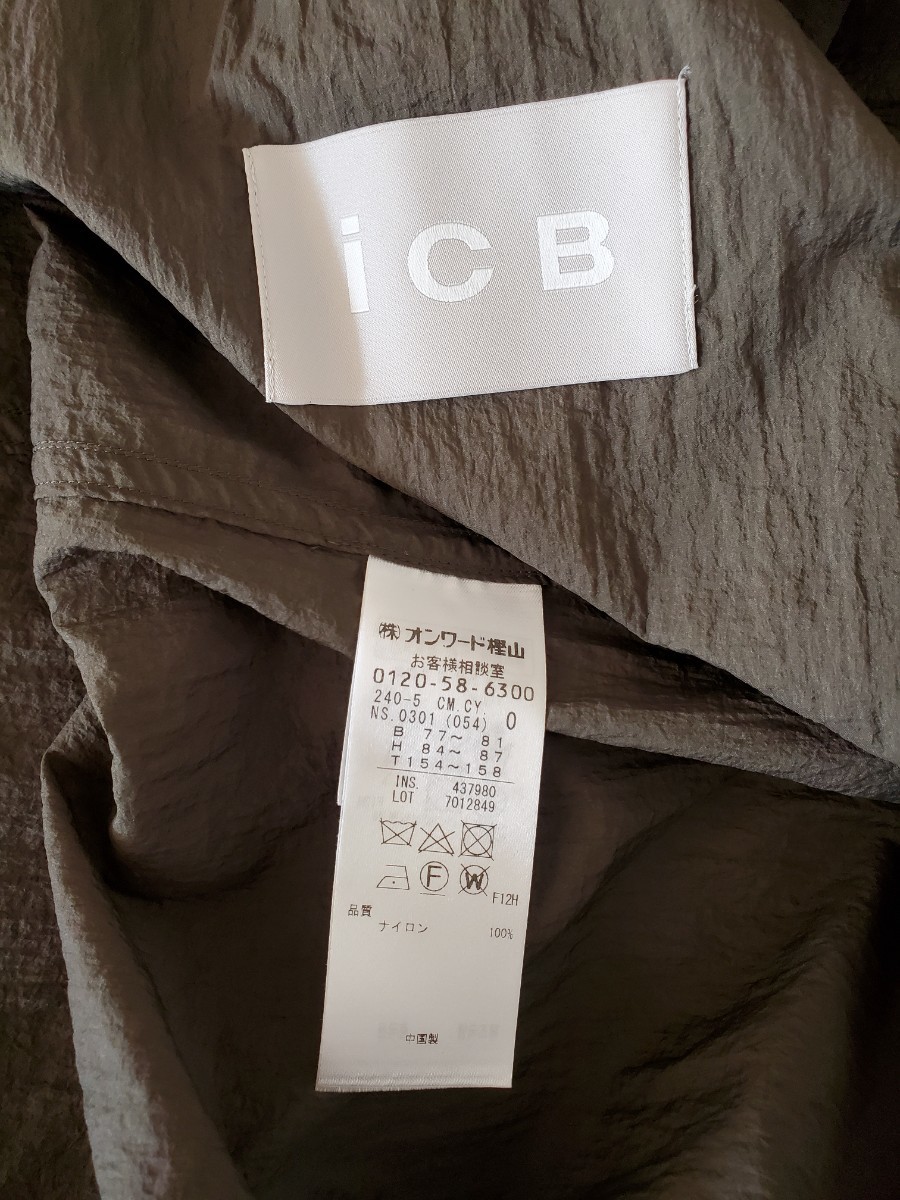 iCB
㈱オンワード樫山
お客様相談室
0120-58-6300
240-5 CM.CY
NS.0301 (054) 0
B 77～ 81
H 84～ 87
T154～158
INS. 437980
LOT 7012849
F
W
F12H
品質
ナイロン 100%
中国製